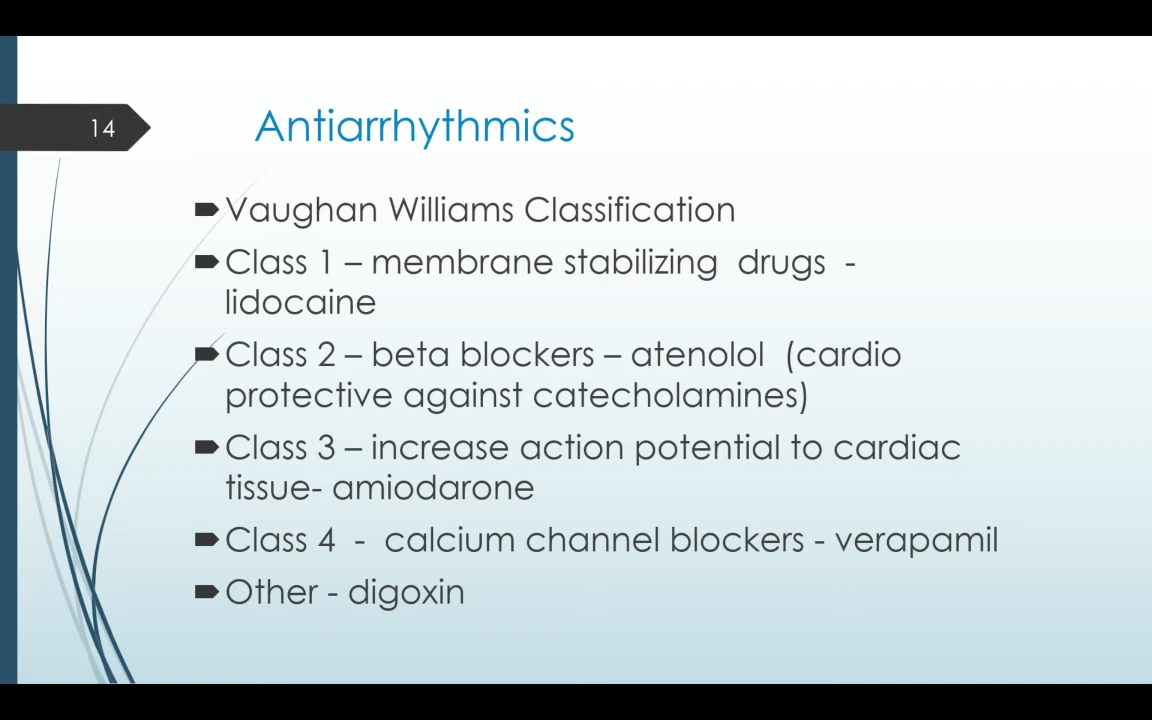 14
Antiarrhythmics
Vaughan Williams Classification
Class 1 – membrane stabilizing drugs -
lidocaine
Class 2 – beta blockers – atenolol (cardio
protective against catecholamines)
Class 3 – increase action potential to cardiac
tissue- amiodarone
Class 4 - calcium channel blockers - verapamil
Other - digoxin